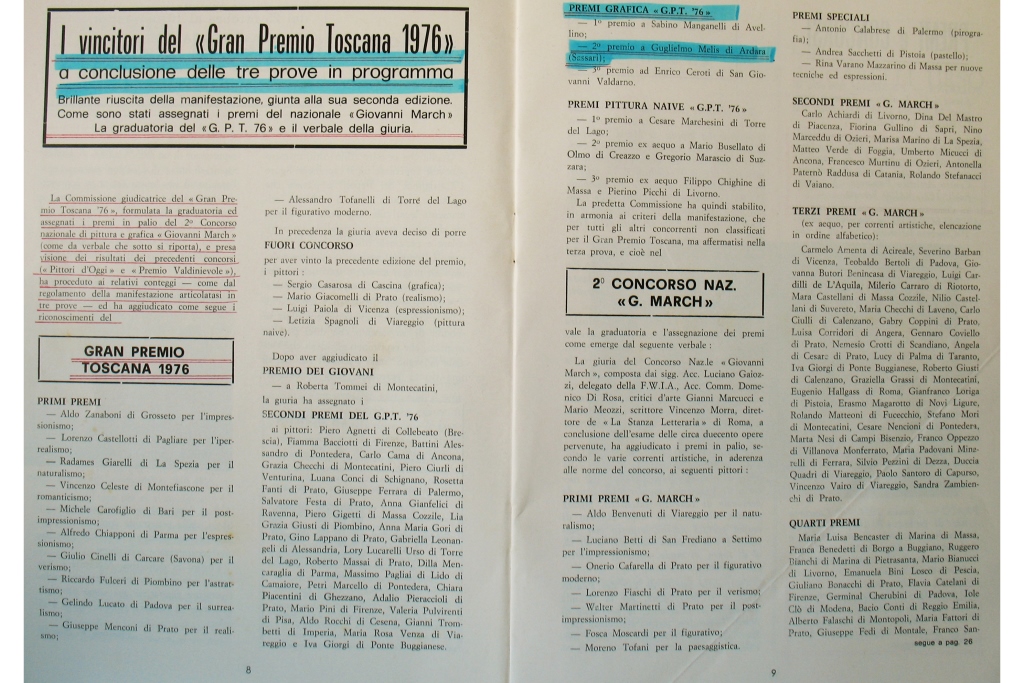 I vincitori del «Gran Premio Toscana 1976»
a conclusione delle tre prove in programma
Brillante riuscita della manifestazione, giunta alla sua seconda edizione.
Come sono stati assegnati i premi del nazionale «Giovanni March»
La graduatoria del «G. P. T. 76» e il verbale della giuria.
La Commissione giudicatrice del «Gran Pre-
mio Toscana '76», formulata la graduatoria ed
assegnati i premi in palio del 2º Concorso
nazionale di pittura e grafica «Giovanni March»
(come da verbale che sotto si riporta), e presa
visione dei risultati dei precedenti concorsi
(«Pittori d'Oggi» e «Premio Valdinievole»),
ha proceduto ai relativi conteggi — come dal
regolamento della manifestazione articolatasi in
tre prove — ed ha aggiudicato come segue i
riconoscimenti del
GRAN PREMIO
TOSCANA 1976
PRIMI PREMI
— Aldo Zanaboni di Grosseto per l'impres-
sionismo;
— Lorenzo Castellotti di Pagliare per l'iper-
realismo;
— Radames Giarelli di La Spezia per il
naturalismo;
— Vincenzo Celeste di Montefiascone per il
romanticismo;
— Michele Carofiglio di Bari per il post-
impressionismo;
— Alfredo Chiapponi di Parma per l'espres-
sionismo;
— Giulio Cinelli di Carcare (Savona) per il
verismo;
— Riccardo Fulceri di Piombino per l'astrat-
tismo;
— Gelindo Lucato di Padova per il surrea-
lismo;
— Giuseppe Menconi di Prato per il reali-
smo;
— Alessandro Tofanelli di Torre del Lago
per il figurativo moderno.
In precedenza la giuria aveva deciso di porre
FUORI CONCORSO
per aver vinto la precedente edizione del premio,
i pittori:
— Sergio Casarosa di Cascina (grafica);
— Mario Giacomelli di Prato (realismo);
— Luigi Paiola di Vicenza (espressionismo);
— Letizia Spagnoli di Viareggio (pittura
naive).
Dopo aver aggiudicato il
PREMIO DEI GIOVANI
— a Roberta Tommei di Montecatini,
la giuria ha assegnato i
SECONDI PREMI DEL G.P.T. '76
ai pittori: Piero Agnetti di Collebeato (Bre-
scia), Fiamma Bacciotti di Firenze, Battini Ales-
sandro di Pontedera, Carlo Cama di Ancona,
Grazia Checchi di Montecatini, Piero Ciurli di
Venturina, Luana Conci di Schignano, Rosetta
Fanti di Prato, Giuseppe Ferrara di Palermo,
Salvatore Festa di Prato, Anna Gianfelici di
Ravenna, Piero Gigetti di Massa Cozzile, Lia
Grazia Giusti di Piombino, Anna Maria Gori di
Prato, Gino Lappano di Prato, Gabriella Leonan-
geli di Alessandria, Lory Lucarelli Urso di Torre
del Lago, Roberto Massai di Prato, Dilla Men-
caraglia di Parma, Massimo Pagliai di Lido di
Camaiore, Petri Marcello di Pontedera, Chiara
Piacentini di Ghezzano, Adalio Pieraccioli di
Prato, Mario Pini di Firenze, Valeria Pulvirenti
di Pisa, Aldo Rocchi di Cesena, Gianni Trom-
betti di Imperia, Maria Rosa Venza di Via-
reggio e Iva Giorgi di Ponte Buggianese.
8
PREMI GRAFICA «G.P.T. '76»
— 1º premio a Sabino Manganelli di Avel-
lino;
— 2º premio a Guglielmo Melis di Ardara
(Sassari);
— 3º premio ad Enrico Ceroti di San Gio-
vanni Valdarno.
PREMI PITTURA NAIVE «G.P.T. '76»
— 1º premio a Cesare Marchesini di Torre
del Lago;
— 2º premio ex aequo a Mario Busellato di
Olmo di Creazzo e Gregorio Marascio di Suz-
zara;
— 3º premio ex aequo Filippo Chighine di
Massa e Pierino Picchi di Livorno.
La predetta Commissione ha quindi stabilito,
in armonia ai criteri della manifestazione, che
per tutti gli altri concorrenti non classificati
per il Gran Premio Toscana, ma affermatisi nella
terza prova, e cioè nel
2º CONCORSO NAZ.
«G. MARCH»
vale la graduatoria e l'assegnazione dei premi
come emerge dal seguente verbale:
La giuria del Concorso Naz.le «Giovanni
March», composta dai sigg. Acc. Luciano Gaioz-
zi, delegato della F.W.I.A., Acc. Comm. Dome-
nico Di Rosa, critici d'arte Gianni Marcucci e
Mario Meozzi, scrittore Vincenzo Morra, diret-
tore de «La Stanza Letteraria» di Roma, a
conclusione dell'esame delle circa duecento opere
pervenute, ha aggiudicato i premi in palio, se-
condo le varie correnti artistiche, in aderenza
alle norme del concorso, ai seguenti pittori:
PRIMI PREMI «G. MARCH»
— Aldo Benvenuti di Viareggio per il natu-
ralismo;
— Luciano Betti di San Frediano a Settimo
per l'impressionismo;
— Onerio Cafarella di Prato per il figurativo
moderno;
— Lorenzo Fiaschi di Prato per il verismo;
— Walter Martinetti di Prato per il post-
impressionismo;
— Fosca Moscardi per il figurativo;
— Moreno Tofani per la paesaggistica.
9
PREMI SPECIALI
— Antonio Calabrese di Palermo (pirogra-
fia);
— Andrea Sacchetti di Pistoia (pastello);
— Rina Varano Mazzarino di Massa per nuove
tecniche ed espressioni.
SECONDI PREMI «G. MARCH»
Carlo Achiardi di Livorno, Dina Del Mastro
di Piacenza, Fiorina Gullino di Sapri, Nino
Marceddu di Ozieri, Marisa Marino di La Spezia,
Matteo Verde di Foggia, Umberto Micucci di
Ancona, Francesco Murtinu di Ozieri, Antonella
Paternò Raddusa di Catania, Rolando Stefanacci
di Vaiano.
TERZI PREMI «G. MARCH»
(ex aequo, per correnti artistiche, elencazione
in ordine alfabetico):
Carmelo Amenta di Acireale, Severino Barban
di Vicenza, Teobaldo Bertoli di Padova, Gio-
vanna Butori Benincasa di Viareggio, Luigi Car-
dilli de L'Aquila, Milerio Carraro di Riotorto,
Mara Castellani di Massa Cozzile, Nilio Castel-
lani di Suvereto, Maria Checchi di Laveno, Carlo
Ciulli di Calenzano, Gabry Coppini di Prato,
Luisa Corridori di Angera, Gennaro Coviello
di Prato, Nemesio Crotti di Scandiano, Angela
di Cesare di Prato, Lucy di Palma di Taranto,
Iva Giorgi di Ponte Buggianese, Roberto Giusti
di Calenzano, Graziella Grassi di Montecatini,
Eugenio Hallgass di Roma, Gianfranco Loriga
di Pistoia, Erasmo Magarotto di Novi Ligure,
Rolando Matteoni di Fucecchio, Stefano Mori
di Montecatini, Cesare Nencioni di Pontedera,
Marta Nesi di Campi Bisenzio, Franco Oppezzo
di Villanova Monferrato, Maria Padovani Mine-
relli di Ferrara, Silvio Perzini di Dezza, Duccia
Quadri di Viareggio, Paolo Santoro di Capurso,
Vincenzo Vairo di Viareggio, Sandra Zambien-
chi di Prato.
QUARTI PREMI
Maria Luisa Bencaster di Marina di Massa,
Franca Benedetti di Borgo a Buggiano, Ruggero
Bianchi di Marina di Pietrasanta, Mario Bianucci
di Livorno, Emanuela Bini Losco di Pescia,
Giuliano Bonacchi di Prato, Flavia Catelani di
Firenze, Germinal Cherubini di Padova, Iole
Clò di Modena, Bacio Conti di Reggio Emilia,
Alberto Falaschi di Montopoli, Maria Fattori di
Prato, Giuseppe Fedi di Montale, Franco San-
segue a pag. 26